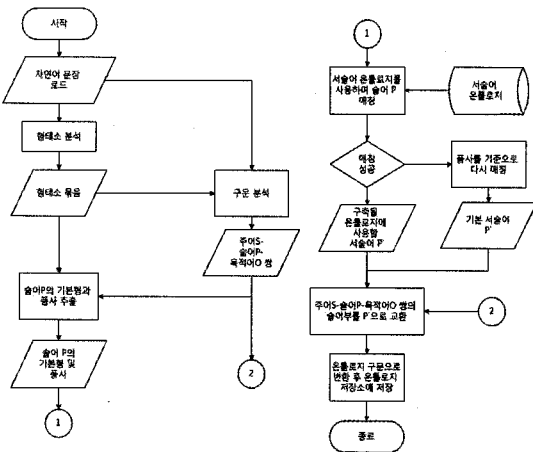 시작
자연어 문장
로드
형태소 분석
형태소 묶음
구문 분석
주어S-
술어P-
목적어O 쌍
술어P의 기본형과
품사 추출
술어 P의
기본형 및
품사
1
2
1
서술어 온톨로지를
사용하여 술어 P
매칭
서술어
온톨로지
매칭
성공
품사를 기준으로
다시 매칭
구축될
온톨로지에
사용할
서술어 P'
기본 서술어
P'
주어S-술어P-목적어O 쌍의
술어부를 P'으로 교환
2
온톨로지 구문으로
변환 후 온톨로지
저장소에 저장
종료